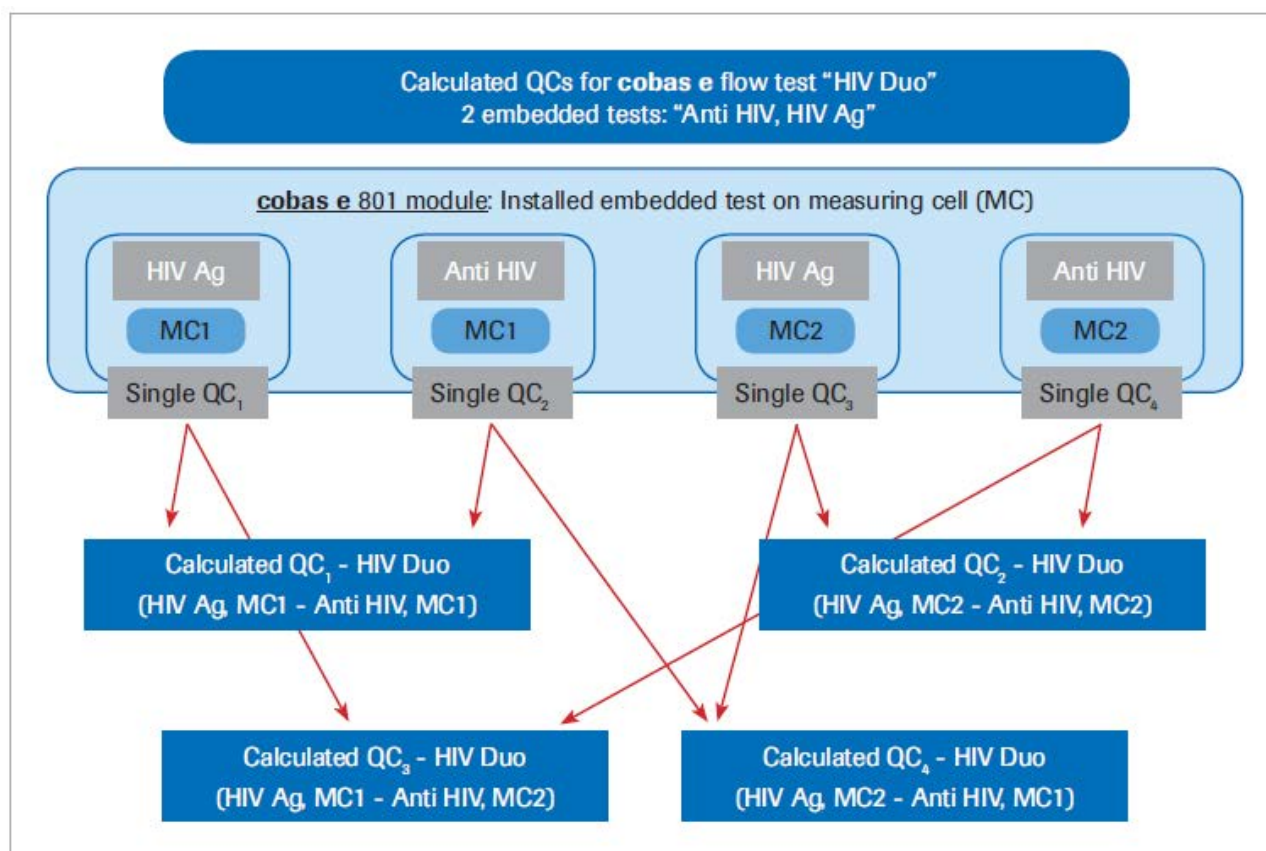 Calculated QCs for cobas e flow test “HIV Duo”
2 embedded tests: “Anti HIV, HIV Ag”
cobas e 801 module: Installed embedded test on measuring cell (MC)
HIV Ag
MC1
Single QC₁
Anti HIV
MC1
Single QC₂
HIV Ag
MC2
Single QC₃
Anti HIV
MC2
Single QC₄
Calculated QC₁ - HIV Duo
(HIV Ag, MC1 - Anti HIV, MC1)
Calculated QC₂ - HIV Duo
(HIV Ag, MC2 - Anti HIV, MC2)
Calculated QC₃ - HIV Duo
(HIV Ag, MC1 - Anti HIV, MC2)
Calculated QC₄ - HIV Duo
(HIV Ag, MC2 - Anti HIV, MC1)